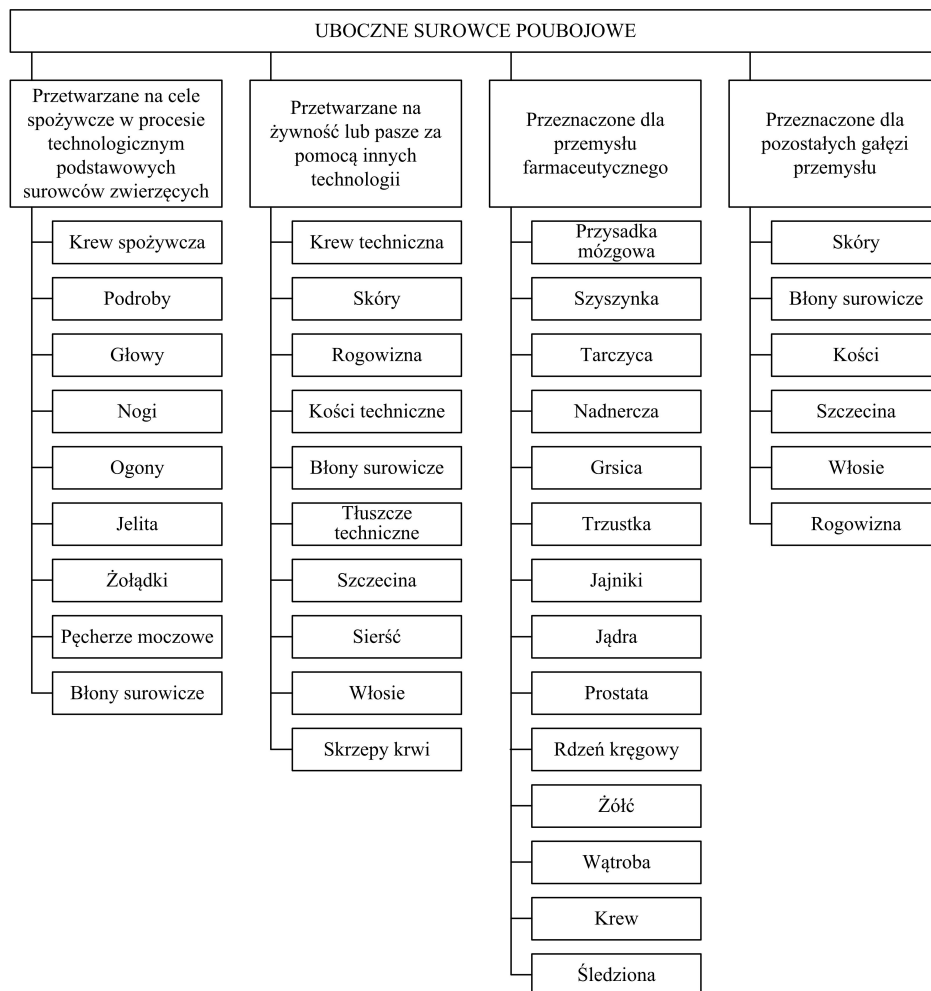 UBOCZNE SUROWCE POUBOJOWE
Przetwarzane na cele
spożywcze w procesie
technologicznym
podstawowych
surowców zwierzęcych
Krew spożywcza
Podroby
Głowy
Nogi
Ogony
Jelita
Żołądki
Pęcherze moczowe
Błony surowicze
Przetwarzane na
żywność lub pasze za
pomocą innych
technologii
Krew techniczna
Skóry
Rogowizna
Kości techniczne
Błony surowicze
Tłuszcze
techniczne
Szczecina
Sierść
Włosie
Skrzepy krwi
Przeznaczone dla
przemysłu
farmaceutycznego
Przysadka
mózgowa
Szyszynka
Tarczyca
Nadnercza
Grsica
Trzustka
Jajniki
Jądra
Prostata
Rdzeń kręgowy
Żółć
Wątroba
Krew
Śledziona
Przeznaczone dla
pozostałych gałęzi
przemysłu
Skóry
Błony surowicze
Kości
Szczecina
Włosie
Rogowizna